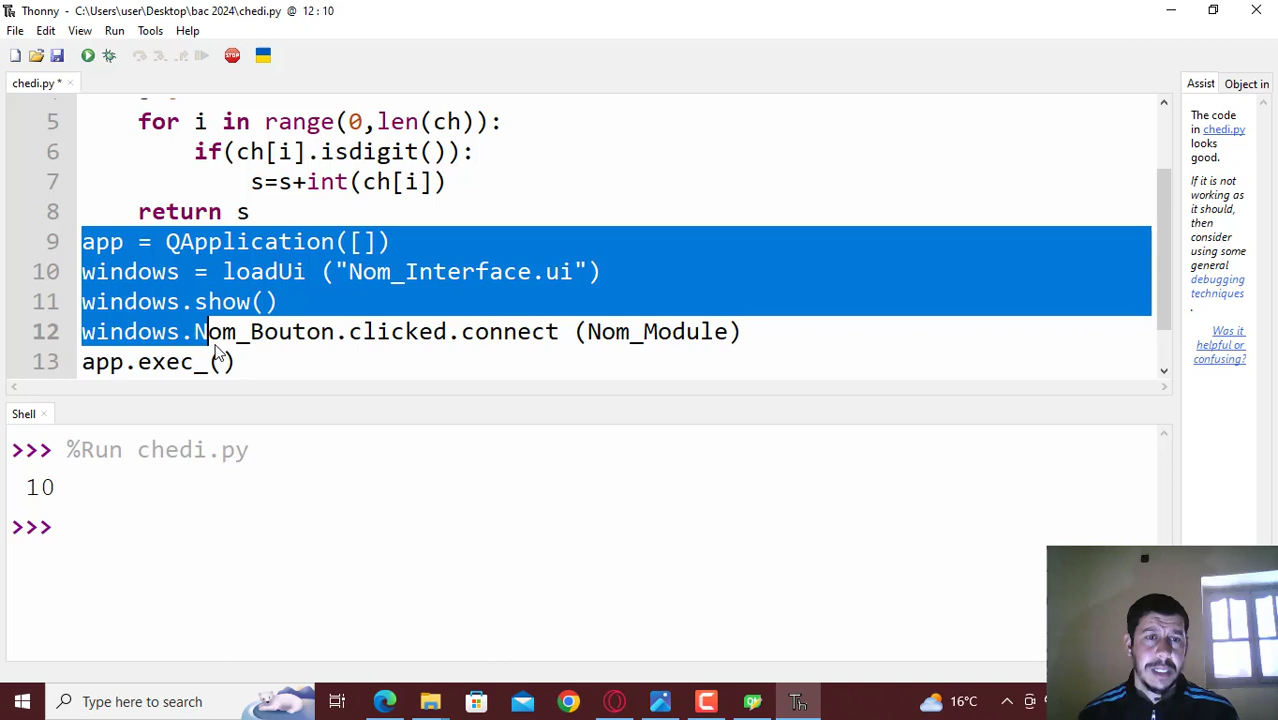 Thonny - C:\Users\user\Desktop\bac 2024\chedi.py @ 12 : 10
File Edit View Run Tools Help
STOP
chedi.py *
5 for i in range(0,len(ch)):
6 if(ch[i].isdigit()):
7 s=s+int(ch[i])
8 return s
9 app = QApplication([])
10 windows = loadUi ("Nom_Interface.ui")
11 windows.show()
12 windows.Nom_Bouton.clicked.connect (Nom_Module)
13 app.exec_()
Assist Object in
The code
in chedi.py
looks
good.
If it is not
working as
it should,
then
consider
using some
general
debugging
techniques
.
Was it
helpful or
confusing?
Shell
>>> %Run chedi.py
10
>>>
Type here to search
16°C